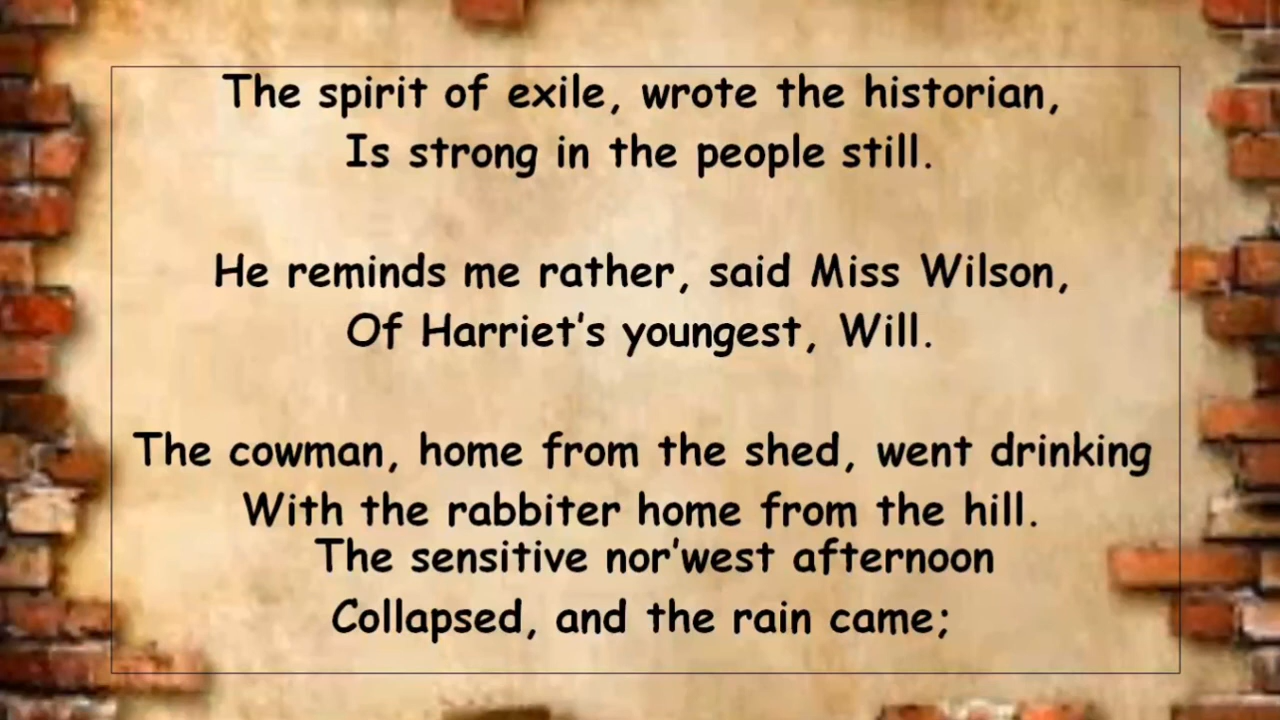 The spirit of exile, wrote the historian,
Is strong in the people still.
He reminds me rather, said Miss Wilson,
Of Harriet's youngest, Will.
The cowman, home from the shed, went drinking
With the rabbiter home from the hill.
The sensitive nor'west afternoon
Collapsed, and the rain came;